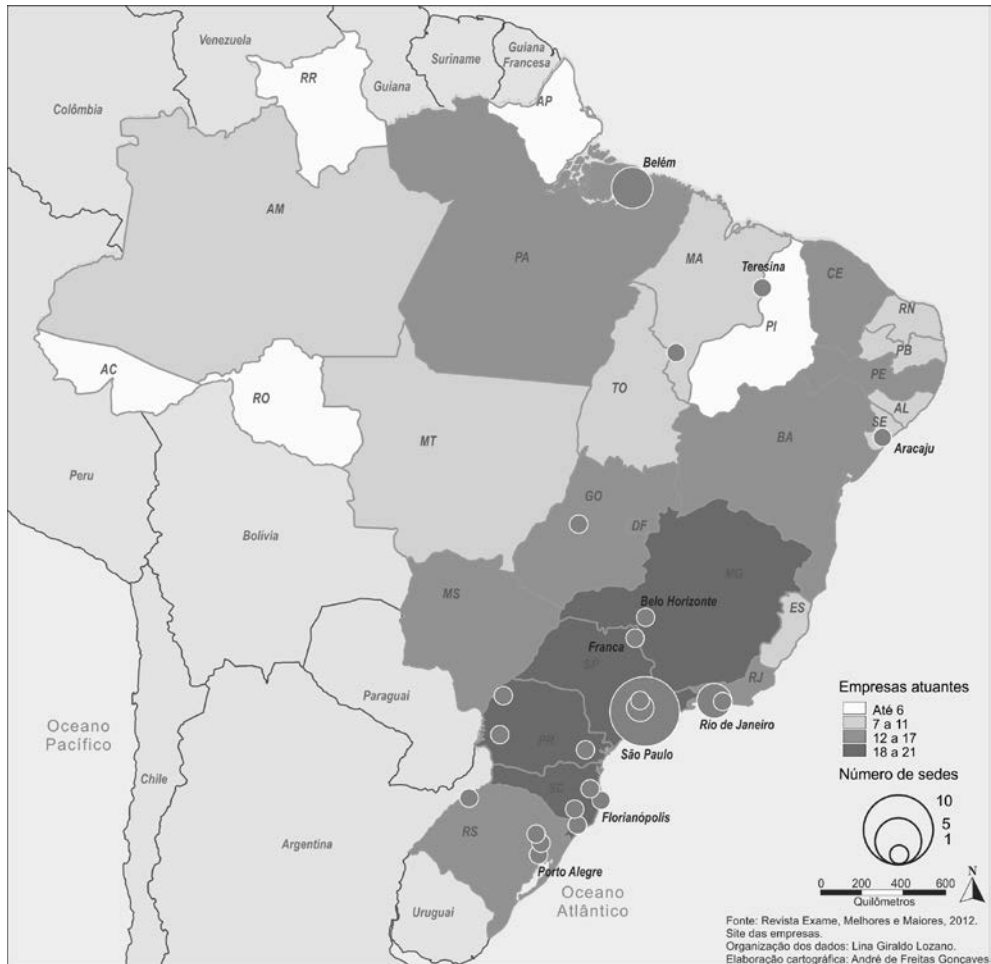 Venezuela
Suriname
Guiana
Francesa
RR
Guiana
Colômbia
AP
Belém
AM
PA
MA
Teresina
CE
RN
PI
PB
AC
PE
RO
TO
AL
MT
SE
BA
Aracaju
Peru
GO
Bolívia
DF
MG
MS
Belo Horizonte
ES
Franca
SP
RJ
Paraguai
Oceano
Pacífico
Rio de Janeiro
PR
São Paulo
Chile
SC
Florianópolis
RS
Argentina
Porto Alegre
Oceano
Atlântico
Uruguai
Empresas atuantes
Até 6
7 a 11
12 a 17
18 a 21
Número de sedes
10
5
1
N
0 200 400 600
Quilômetros
Fonte: Revista Exame, Melhores e Maiores, 2012.
Site das empresas.
Organização dos dados: Lina Giraldo Lozano.
Elaboração cartográfica: André de Freitas Gonçaves